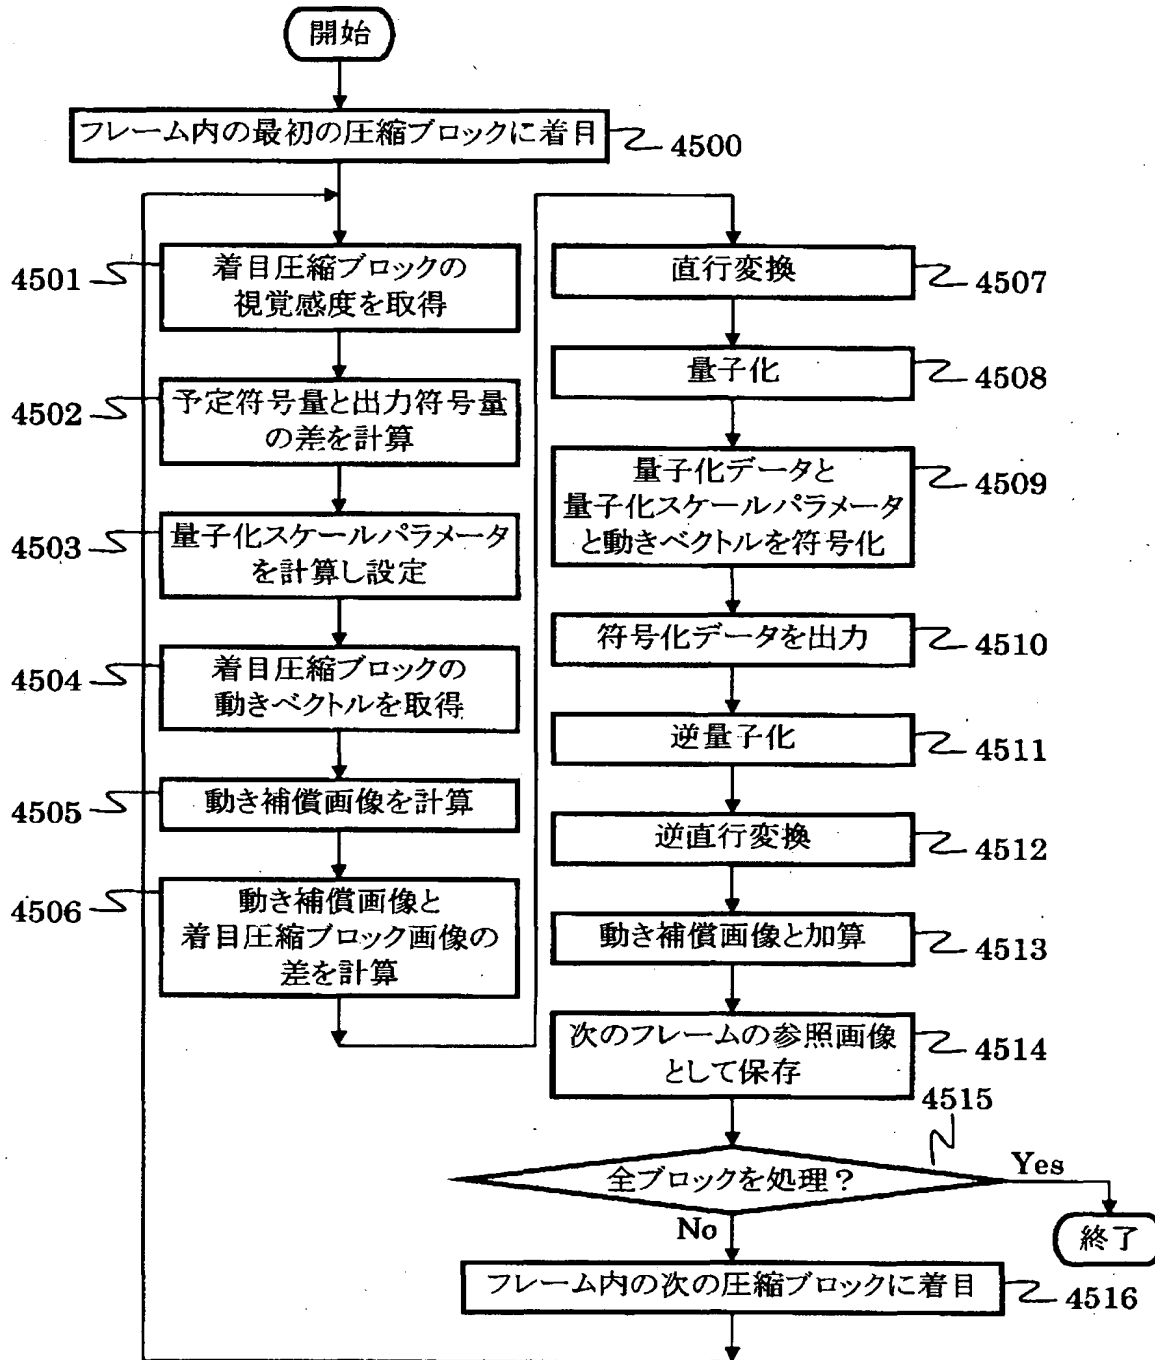 開始
フレーム内の最初の圧縮ブロックに着目
4500
4501
着目圧縮ブロックの
視覚感度を取得
4502
予定符号量と出力符号量
の差を計算
4503
量子化スケールパラメータ
を計算し設定
4504
着目圧縮ブロックの
動きベクトルを取得
4505
動き補償画像を計算
4506
動き補償画像と
着目圧縮ブロック画像の
差を計算
直行変換
4507
量子化
4508
量子化データと
量子化スケールパラメータ
と動きベクトルを符号化
4509
符号化データを出力
4510
逆量子化
4511
逆直行変換
4512
動き補償画像と加算
4513
次のフレームの参照画像
として保存
4514
4515
全ブロックを処理?
Yes
終了
No
フレーム内の次の圧縮ブロックに着目
4516